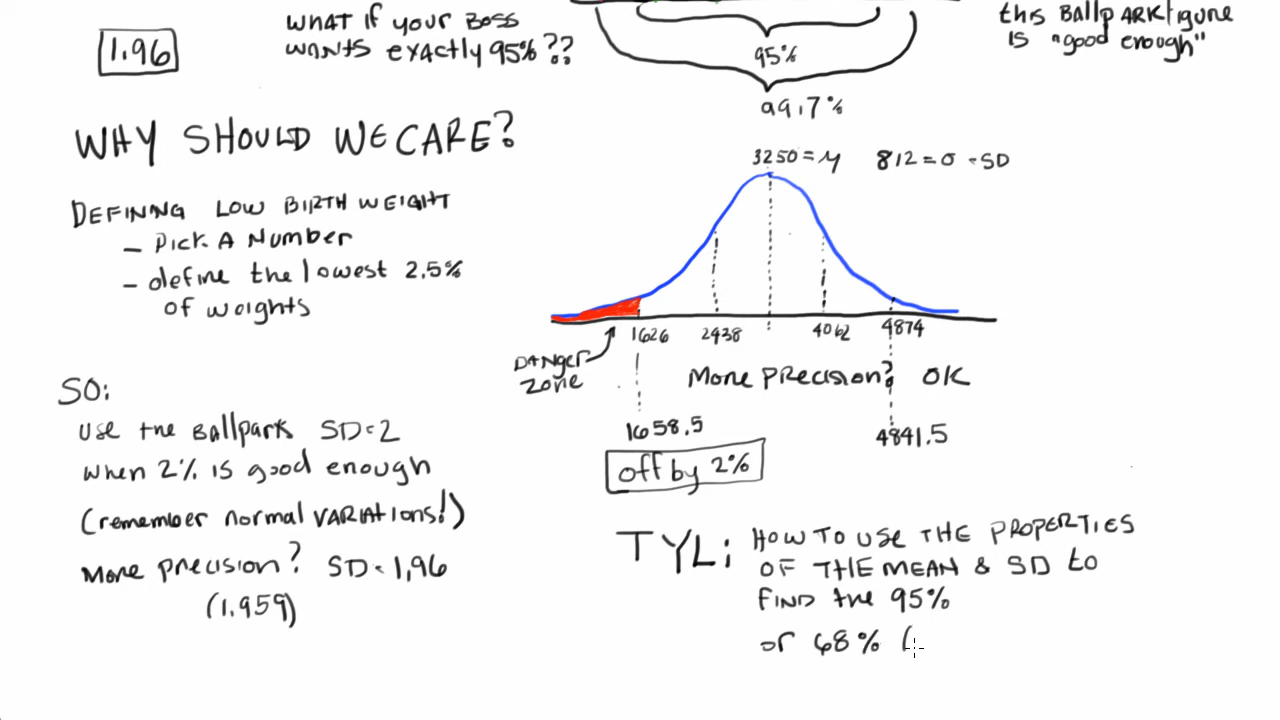 WHAT IF your BOSS
WANTS exactly 95%??
1.96
95%
99.7%
this BallpARK figure
IS "good enough"
WHY SHOULD WE CARE?
DEFINING LOW BIRTH WEIGHT
- Pick A Number
- define the lowest 2.5%
of weights
3250 = μ
812 = σ = SD
1626
2438
4062
4874
DANger
zone
More PRecision? OK
1658.5
4841.5
off by 2%
SO:
Use the Ballpark SD=2
when 2% is good enough
(remember normal VARIATIONS!)
More precision? SD=1.96
(1.959)
TYL: HOW TO USE THE PROPERTIES
OF THE MEAN & SD to
FIND the 95%
or 68% (